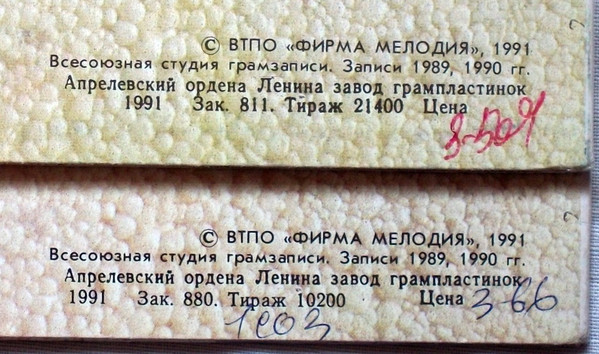 © ВТПО «ФИРМА МЕЛОДИЯ», 1991
Всесоюзная студия грамзаписи. Записи 1989, 1990 гг.
Апрелевский ордена Ленина завод грампластинок
1991 Зак. 811. Тираж 21400 Цена
© ВТПО «ФИРМА МЕЛОДИЯ», 1991
Всесоюзная студия грамзаписи. Записи 1989, 1990 гг.
Апрелевский ордена Ленина завод грампластинок
1991 Зак. 880. Тираж 10200 Цена 3-66